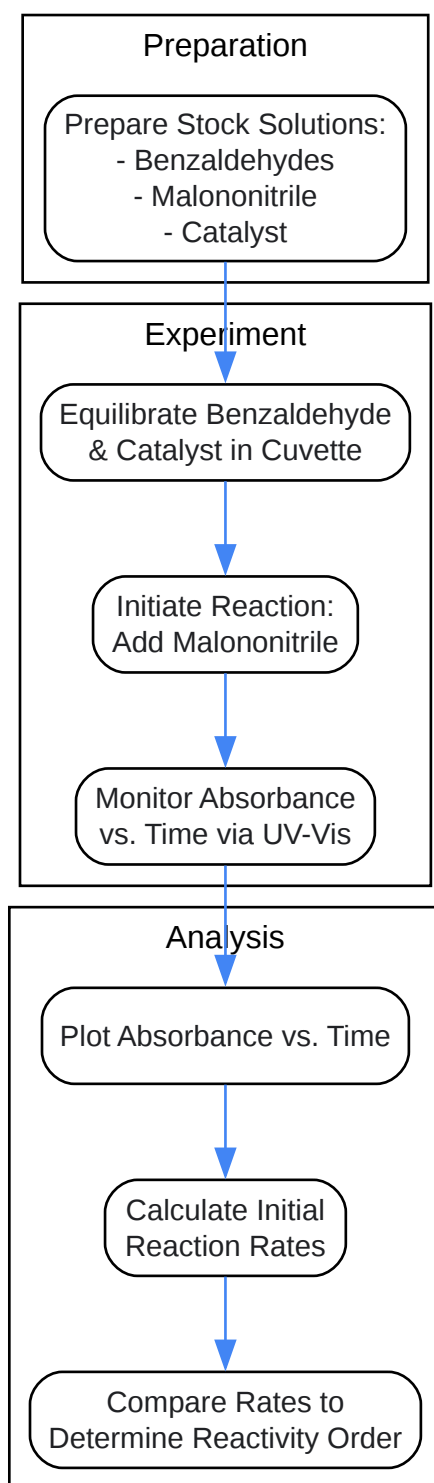 Preparation
Prepare Stock Solutions:
- Benzaldehydes
- Malononitrile
- Catalyst
Experiment
Equilibrate Benzaldehyde
& Catalyst in Cuvette
Initiate Reaction:
Add Malononitrile
Monitor Absorbance
vs. Time via UV-Vis
Analysis
Plot Absorbance vs. Time
Calculate Initial
Reaction Rates
Compare Rates to
Determine Reactivity Order